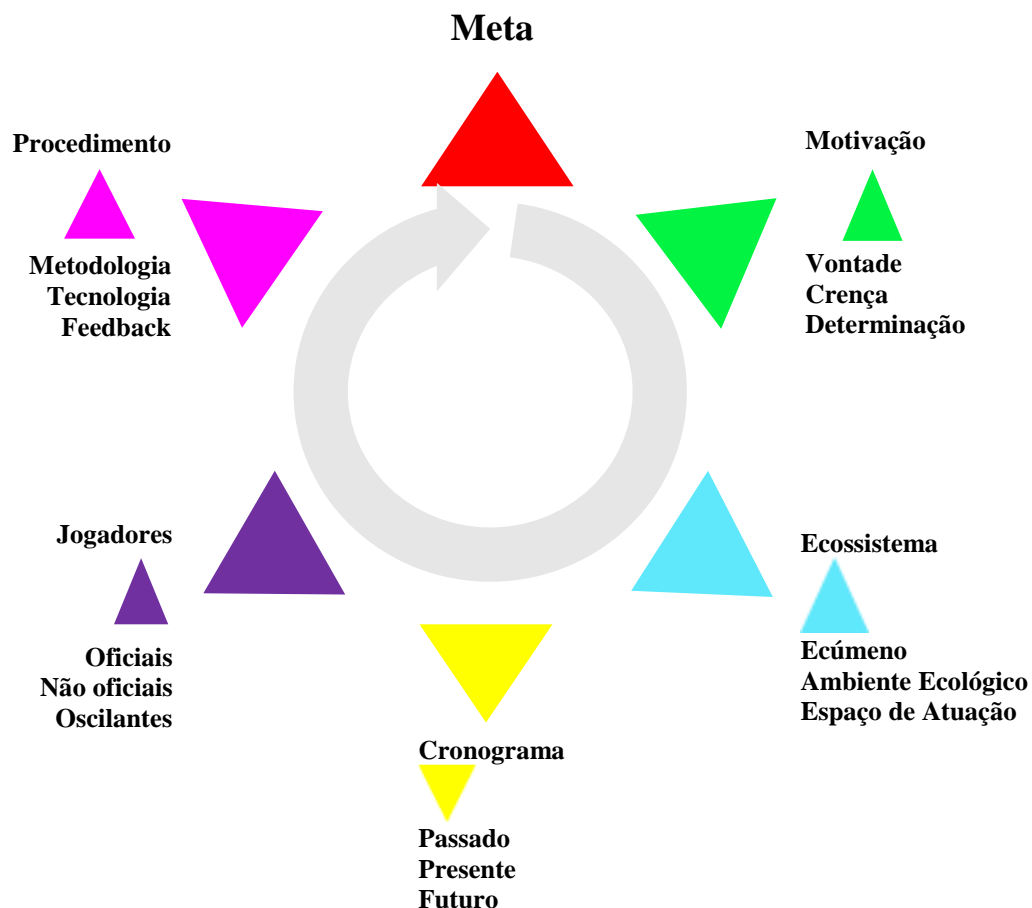 Meta
Motivação
Vontade
Crença
Determinação
Ecossistema
Ecúmeno
Ambiente Ecológico
Espaço de Atuação
Cronograma
Passado
Presente
Futuro
Jogadores
Oficiais
Não oficiais
Oscilantes
Procedimento
Metodologia
Tecnologia
Feedback